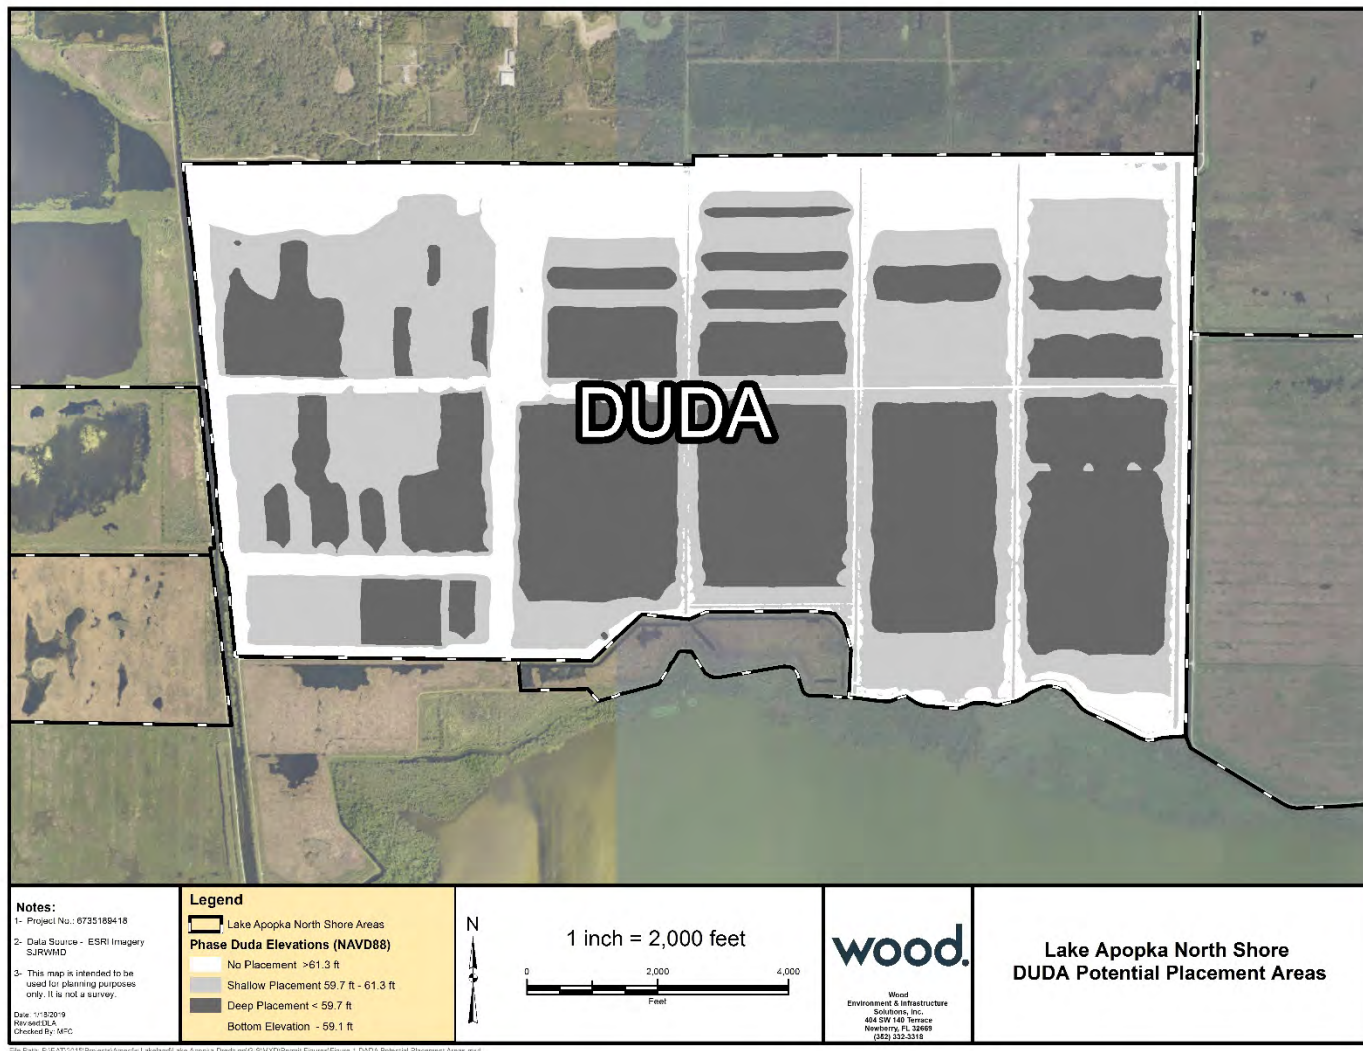 DUDA
Notes:
1- Project No.: 6735189418
2- Data Source - ESRI Imagery
SJRWMD
3- This map is intended to be
used for planning purposes
only. It is not a survey.
Date: 1/18/2019
Revised:DLA
Checked By: MFC
Legend
Lake Apopka North Shore Areas
Phase Duda Elevations (NAVD88)
No Placement >61.3 ft
Shallow Placement 59.7 ft - 61.3 ft
Deep Placement < 59.7 ft
Bottom Elevation - 59.1 ft
N
1 inch = 2,000 feet
0 2,000 4,000
Feet
wood.
Wood
Environment & Infrastructure
Solutions, Inc.
404 SW 140 Terrace
Newberry, FL 32669
(352) 332-3318
Lake Apopka North Shore
DUDA Potential Placement Areas